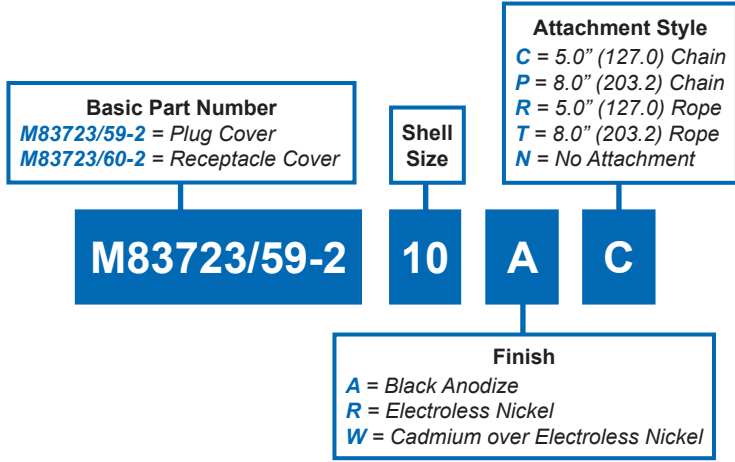 Attachment Style
C = 5.0” (127.0) Chain
P = 8.0” (203.2) Chain
R = 5.0” (127.0) Rope
T = 8.0” (203.2) Rope
N = No Attachment
Basic Part Number
M83723/59-2 = Plug Cover
M83723/60-2 = Receptacle Cover
Shell
Size
M83723/59-2 10 A C
Finish
A = Black Anodize
R = Electroless Nickel
W = Cadmium over Electroless Nickel